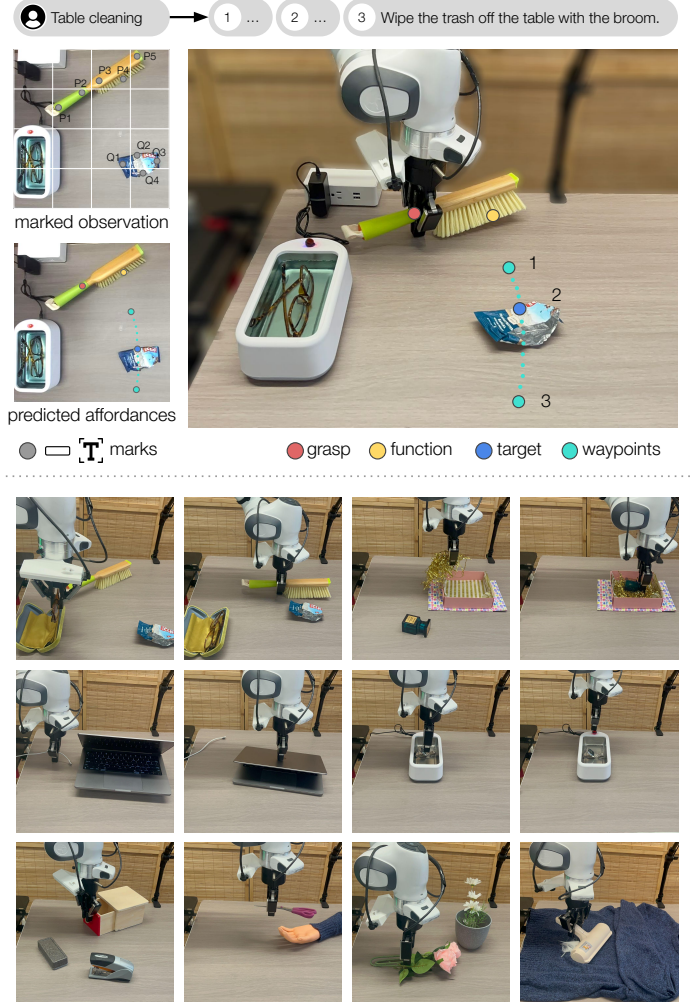 Table cleaning
1 ...
2 ...
3 Wipe the trash off the table with the broom.
P5
P3
P4
P2
P1
Q2
Q3
Q1
Q4
marked observation
1
2
3
predicted affordances
T marks
grasp
function
target
waypoints